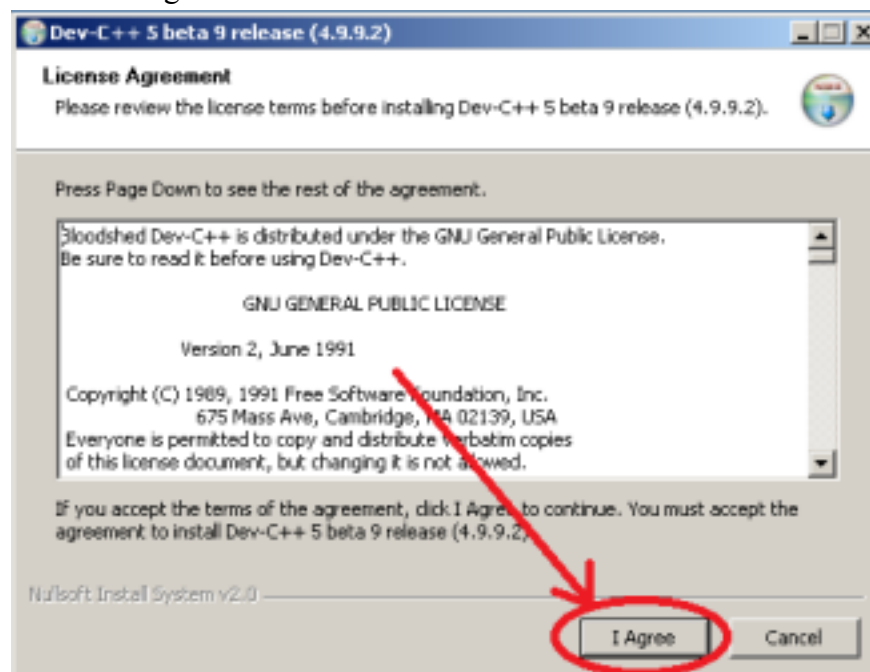 Dev-C++ 5 beta 9 release (4.9.9.2)
License Agreement
Please review the license terms before installing Dev-C++ 5 beta 9 release (4.9.9.2).
Press Page Down to see the rest of the agreement.
Bloodshed Dev-C++ is distributed under the GNU General Public License.
Be sure to read it before using Dev-C++.
GNU GENERAL PUBLIC LICENSE
Version 2, June 1991
Copyright (C) 1989, 1991 Free Software Foundation, Inc.
675 Mass Ave, Cambridge, MA 02139, USA
Everyone is permitted to copy and distribute verbatim copies
of this license document, but changing it is not allowed.
If you accept the terms of the agreement, click I Agree to continue. You must accept the
agreement to install Dev-C++ 5 beta 9 release (4.9.9.2).
Nullsoft Install System v2.0
I Agree
Cancel